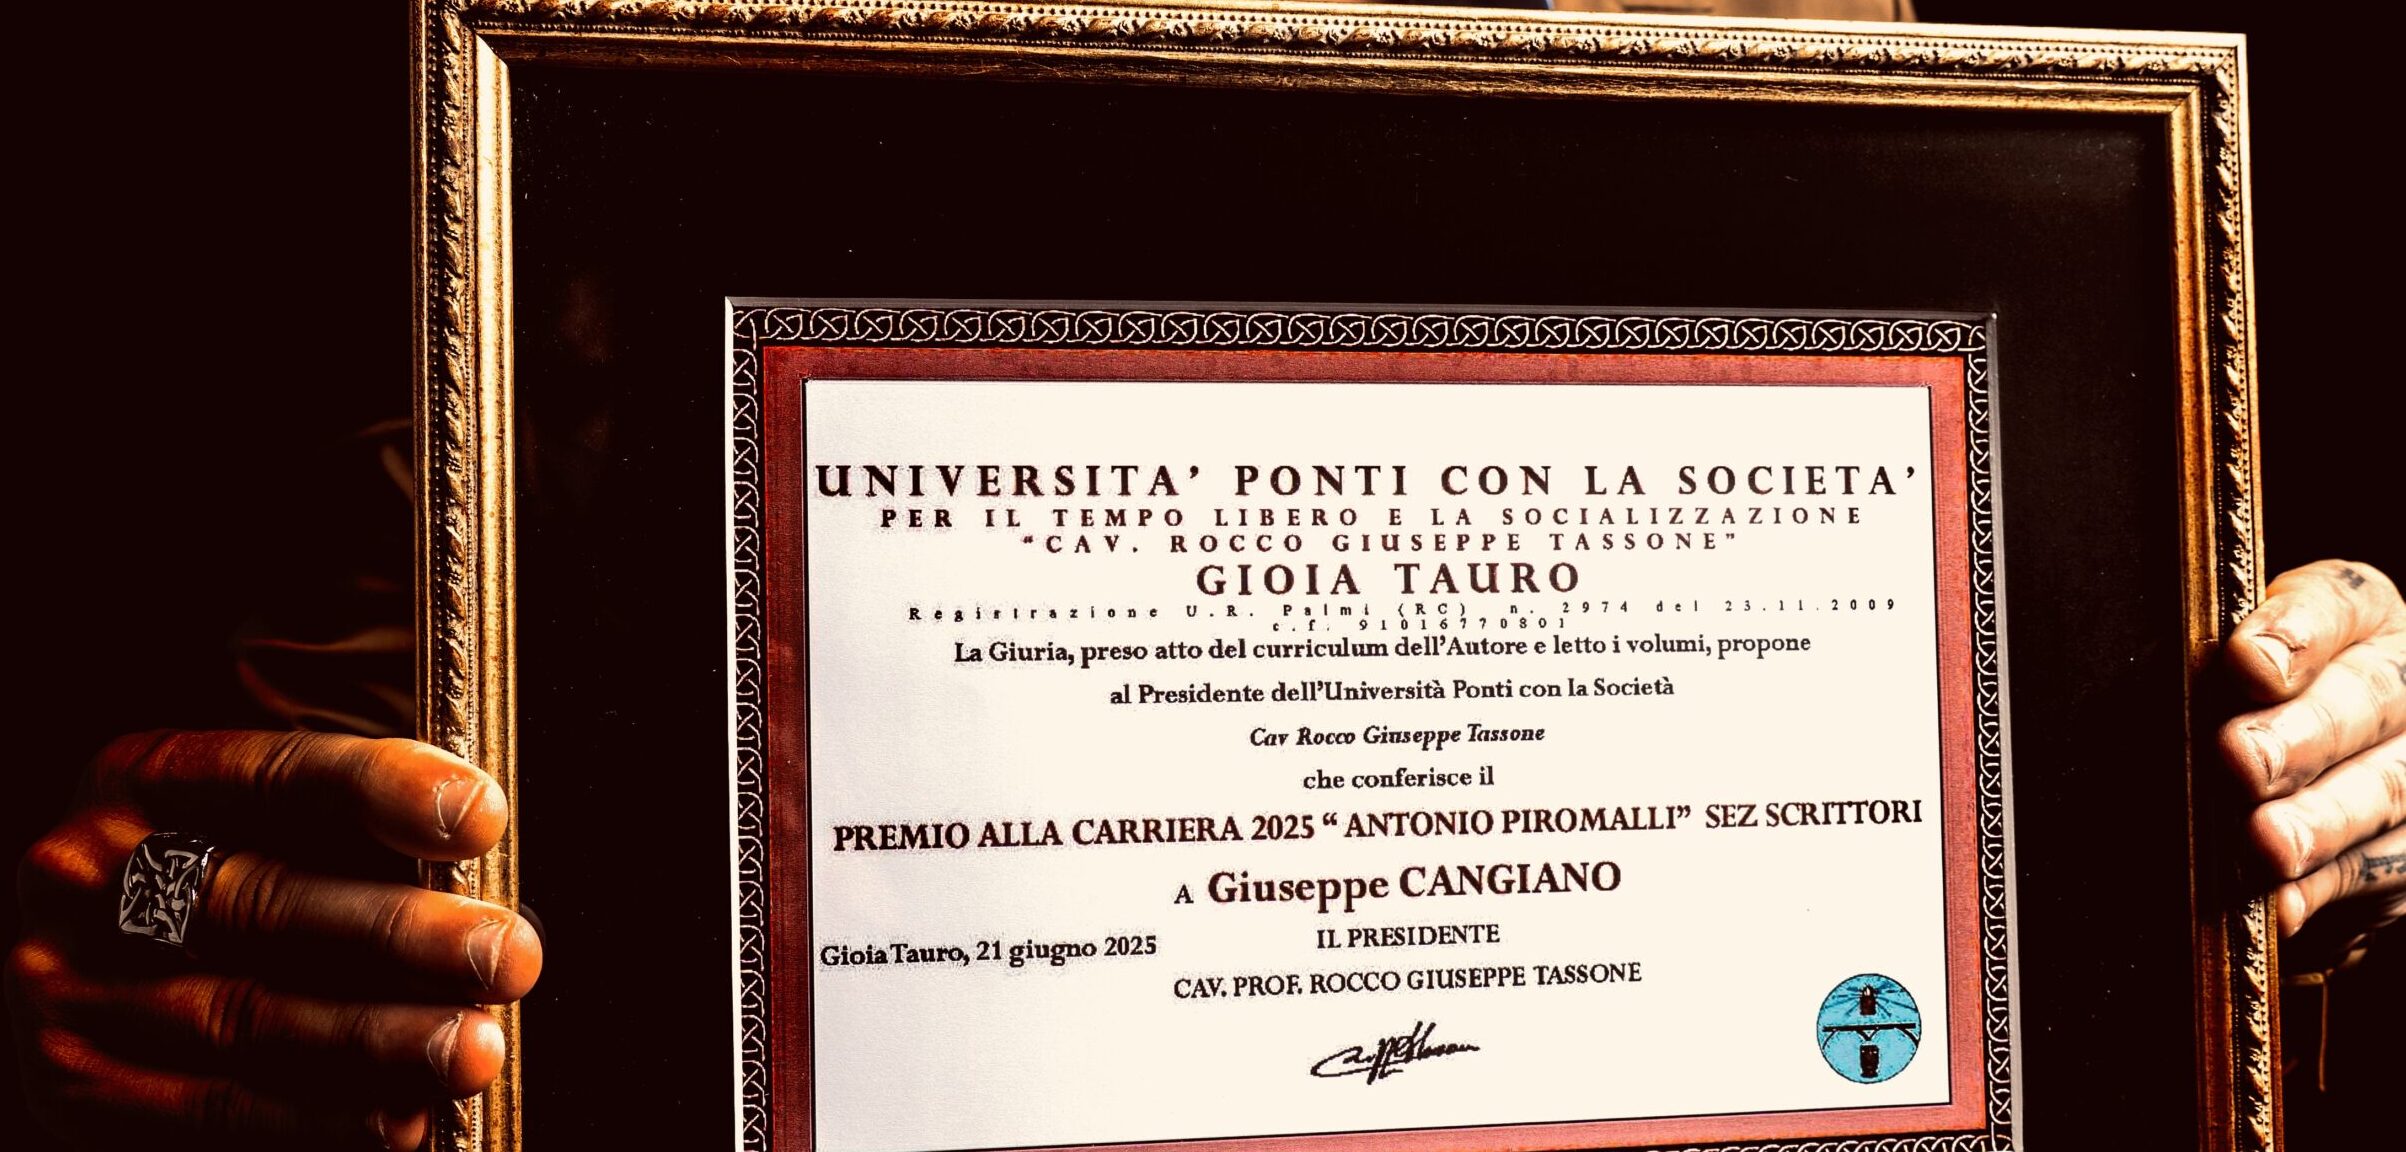 UNIVERSITA' PONTI CON LA SOCIETA'
PER IL TEMPO LIBERO E LA SOCIALIZZAZIONE
"CAV. ROCCO GIUSEPPE TASSONE"
GIOIA TAURO
Registrazione U.R. Palmi (RC) n. 2974 del 23.11.2009
c.f. 91016770801
La Giuria, preso atto del curriculum dell'Autore e letto i volumi, propone
al Presidente dell'Università Ponti con la Società
Cav Rocco Giuseppe Tassone
che conferisce il
PREMIO ALLA CARRIERA 2025 " ANTONIO PIROMALLI" SEZ SCRITTORI
A Giuseppe CANGIANO
IL PRESIDENTE
Gioia Tauro, 21 giugno 2025
CAV. PROF. ROCCO GIUSEPPE TASSONE